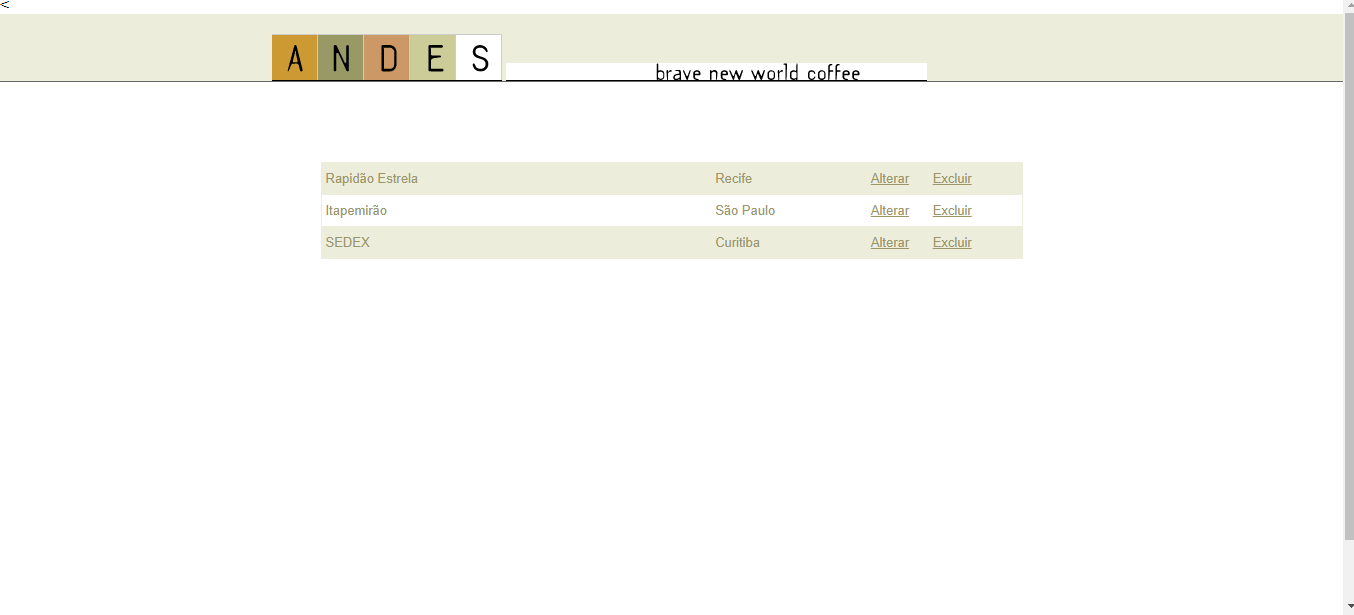 <
A N D E S
brave new world coffee
Rapidão Estrela Recife Alterar Excluir
Itapemirão São Paulo Alterar Excluir
SEDEX Curitiba Alterar Excluir